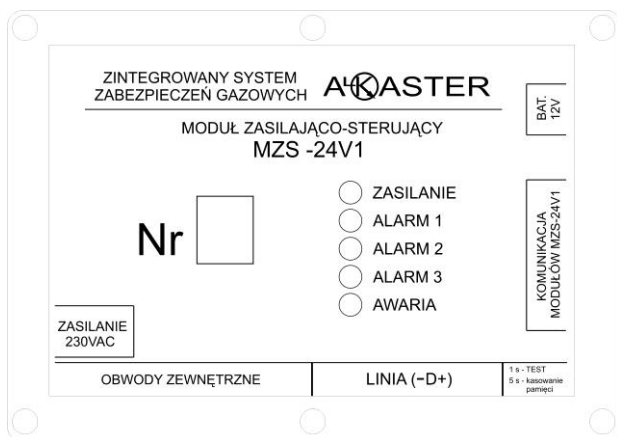 ZINTEGROWANY SYSTEM
ZABEZPIECZEŃ GAZOWYCH
ALKASTER
BAT.
12V
MODUŁ ZASILAJĄCO-STERUJĄCY
MZS -24V1
ZASILANIE
ALARM 1
Nr
ALARM 2
ALARM 3
AWARIA
KOMUNIKACJA
MODUŁÓW MZS-24V1
ZASILANIE
230VAC
OBWODY ZEWNĘTRZNE
LINIA (-D+)
1 s - TEST
5 s - kasowanie
pamięci